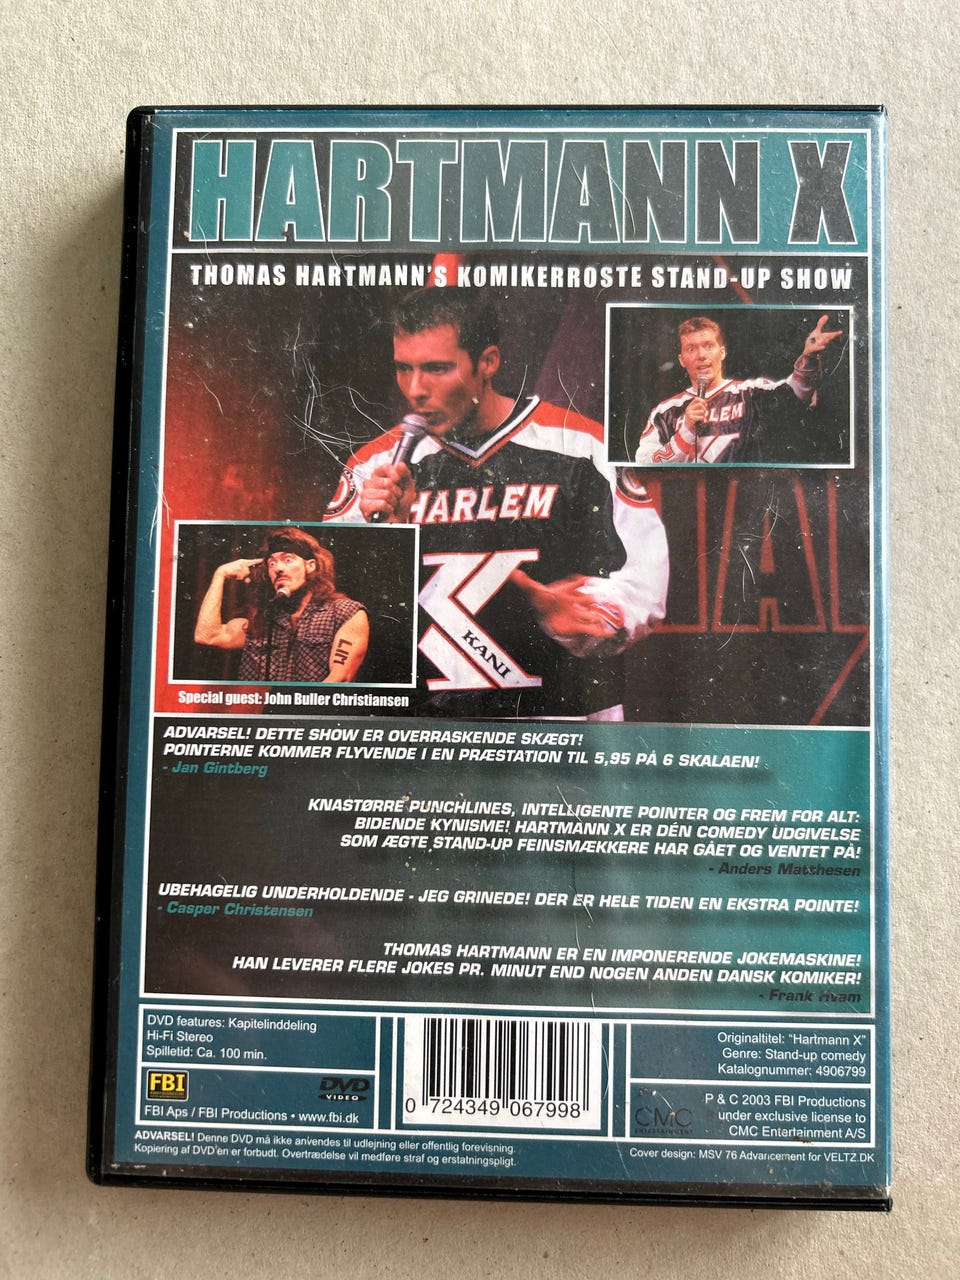 HARTMANN X
THOMAS HARTMANN'S KOMIKERROSTE STAND-UP SHOW
HARLEM
HARLEM
KANI
LIM
Special guest: John Buller Christiansen
ADVARSEL! DETTE SHOW ER OVERRASKENDE SKÆGT!
POINTERNE KOMMER FLYVENDE I EN PRÆSTATION TIL 5,95 PÅ 6 SKALAEN!
- Jan Gintberg
KNASTØRRE PUNCHLINES, INTELLIGENTE POINTER OG FREM FOR ALT:
BIDENDE KYNISME! HARTMANN X ER DÉN COMEDY UDGIVELSE
SOM ÆGTE STAND-UP FEINSMÆKKERE HAR GÅET OG VENTET PÅ!
- Anders Matthesen
UBEHAGELIG UNDERHOLDENDE - JEG GRINEDE! DER ER HELE TIDEN EN EKSTRA POINTE!
- Casper Christensen
THOMAS HARTMANN ER EN IMPONERENDE JOKEMASKINE!
HAN LEVERER FLERE JOKES PR. MINUT END NOGEN ANDEN DANSK KOMIKER!
- Frank Hvam
DVD features: Kapitelinddeling
Hi-Fi Stereo
Spilletid: Ca. 100 min.
FBI
DVD
VIDEO
FBI Aps / FBI Productions • www.fbi.dk
0 724349 067998
Originaltitel: "Hartmann X"
Genre: Stand-up comedy
Katalognummer: 4906799
P & C 2003 FBI Productions
under exclusive license to
CMC Entertainment A/S
CMC
ENTERTAINMENT
ADVARSEL! Denne DVD må ikke anvendes til udlejning eller offentlig forevisning.
Kopiering af DVD'en er forbudt. Overtrædelse vil medføre straf og erstatningspligt.
Cover design: MSV 76 Advancement for VELTZ.DK